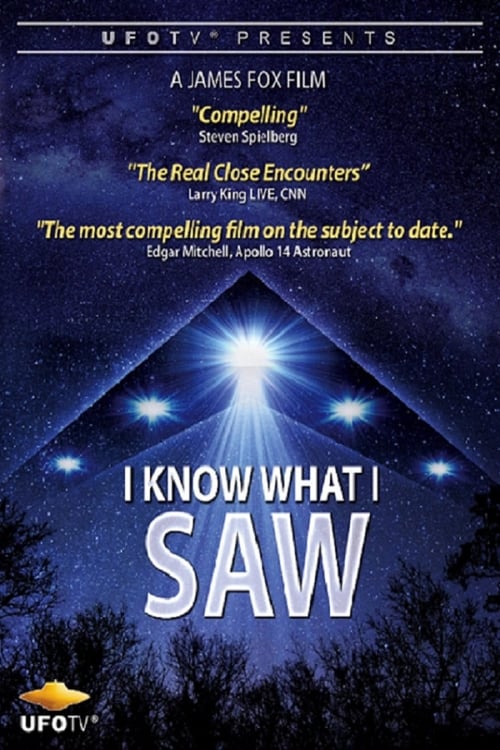 UFOTV® PRESENTS
A JAMES FOX FILM
"Compelling"
Steven Spielberg
"The Real Close Encounters"
Larry King LIVE, CNN
"The most compelling film on the subject to date."
Edgar Mitchell, Apollo 14 Astronaut
I KNOW WHAT I
SAW
UFOTV®